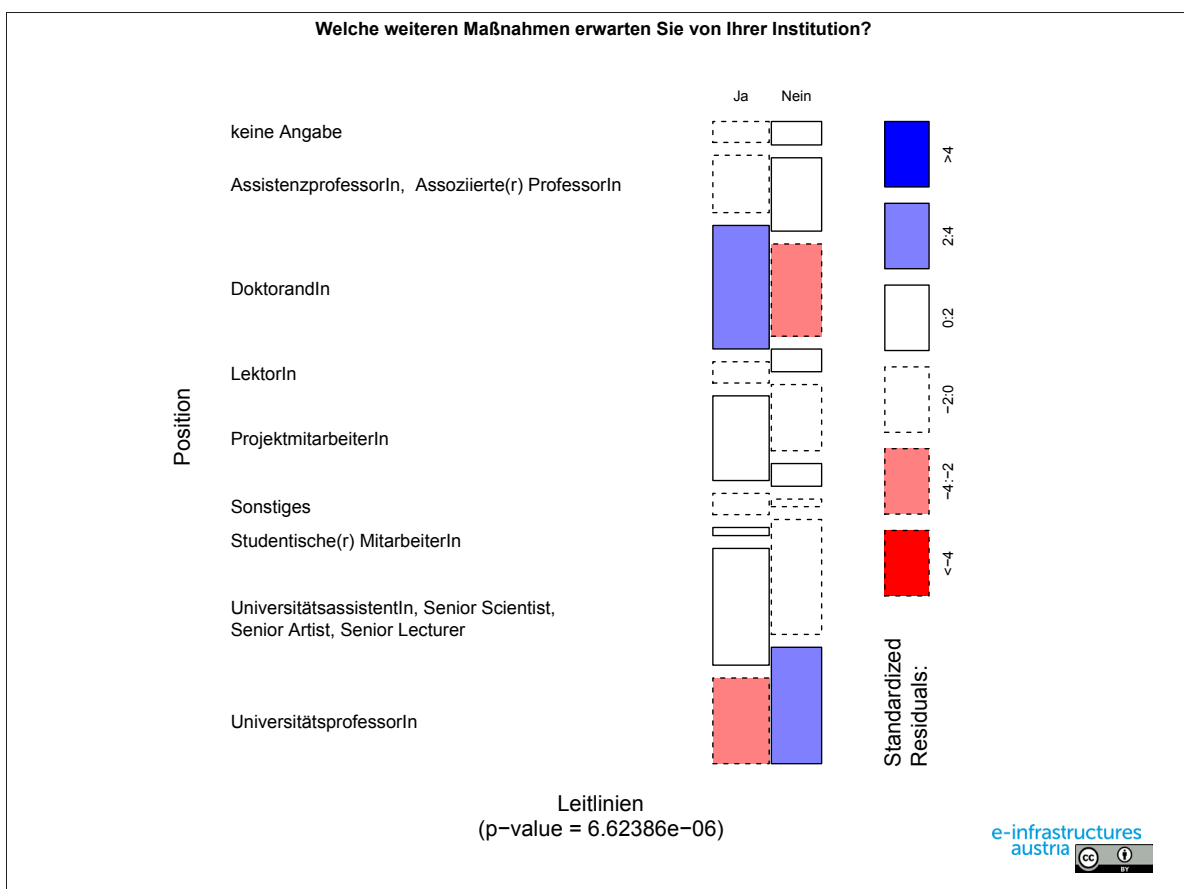 Welche weiteren Maßnahmen erwarten Sie von Ihrer Institution?
Ja Nein
keine Angabe
AssistenzprofessorIn, Assoziierte(r) ProfessorIn
DoktorandIn
LektorIn
ProjektmitarbeiterIn
Sonstiges
Studentische(r) MitarbeiterIn
UniversitätsassistentIn, Senior Scientist,
Senior Artist, Senior Lecturer
UniversitätsprofessorIn
Position
>4
2:4
0:2
−2:0
−4:−2
<−4
Standardized
Residuals:
Leitlinien
(p−value = 6.62386e−06)
e-infrastructures
austria
cc
BY